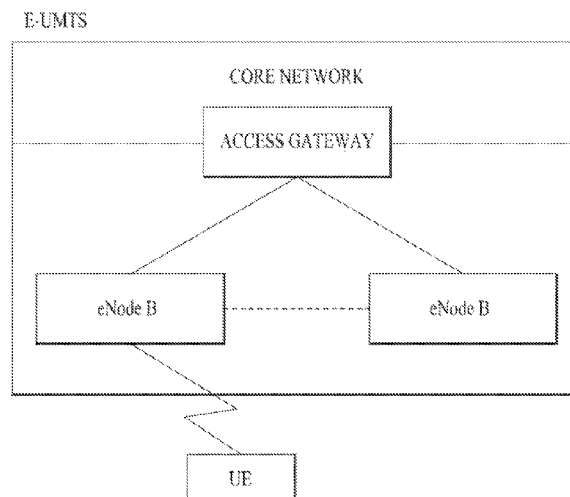 E-UMTS
CORE NETWORK
ACCESS GATEWAY
eNode B
eNode B
UE